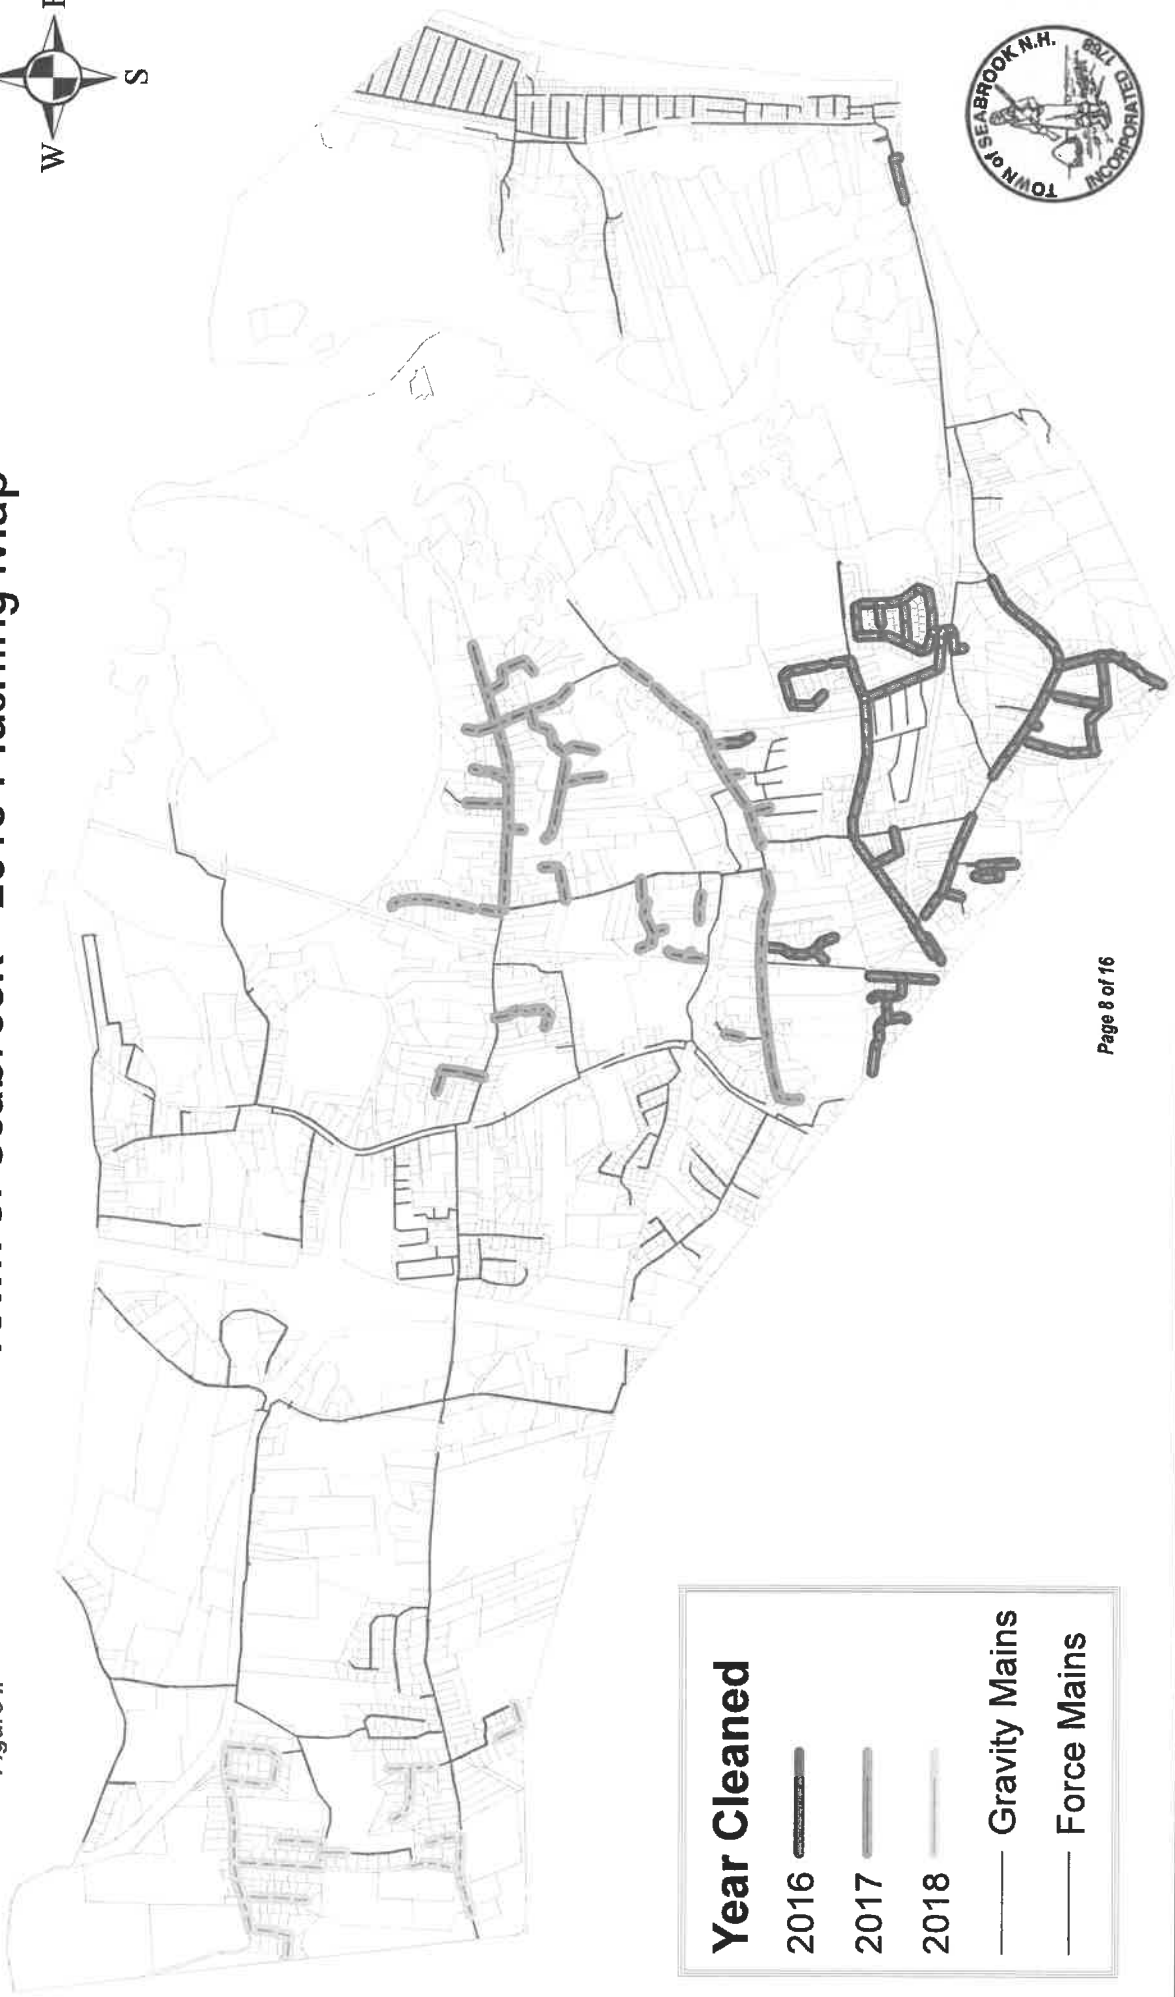 W
S
TOWN of SEABROOK N.H.
INCORPORATED 1768
Year Cleaned
2016
2017
2018
Gravity Mains
Force Mains
Page 8 of 16